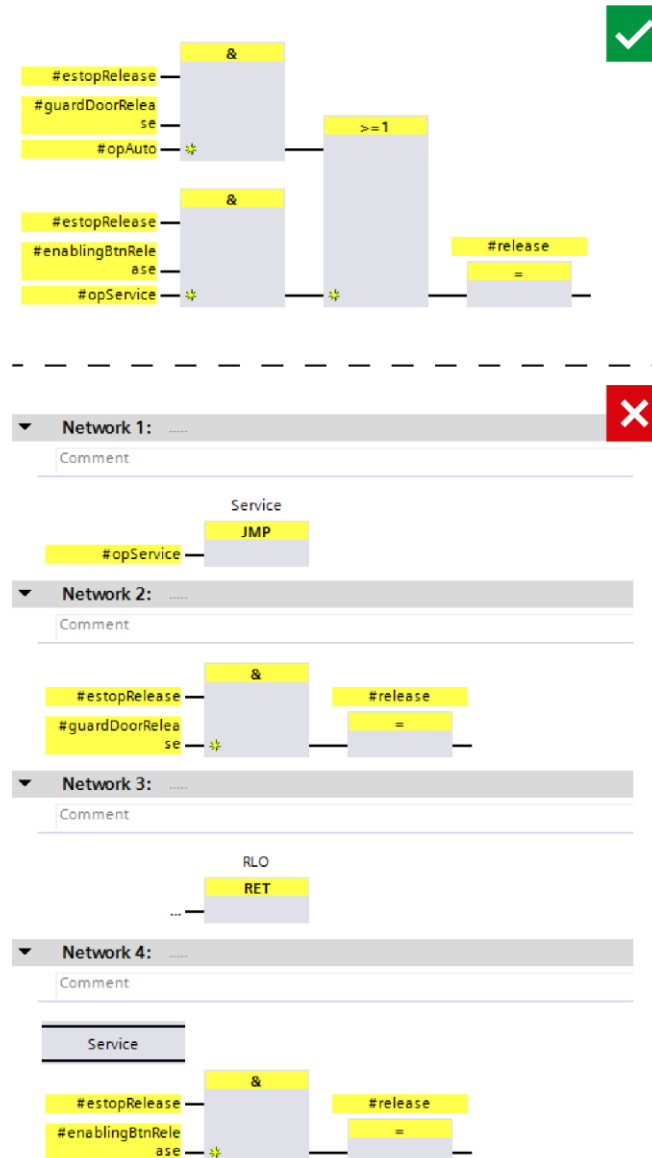 &
#estopRelease
#guardDoorRelea
se
#opAuto
>=1
&
#estopRelease
#enablingBtnRele
ase
#opService
#release
=
Network 1: .....
Comment
Service
JMP
#opService
Network 2: .....
Comment
&
#estopRelease
#guardDoorRelea
se
#release
=
Network 3: .....
Comment
RLO
RET
...
Network 4: .....
Comment
Service
&
#estopRelease
#enablingBtnRele
ase
#release
=